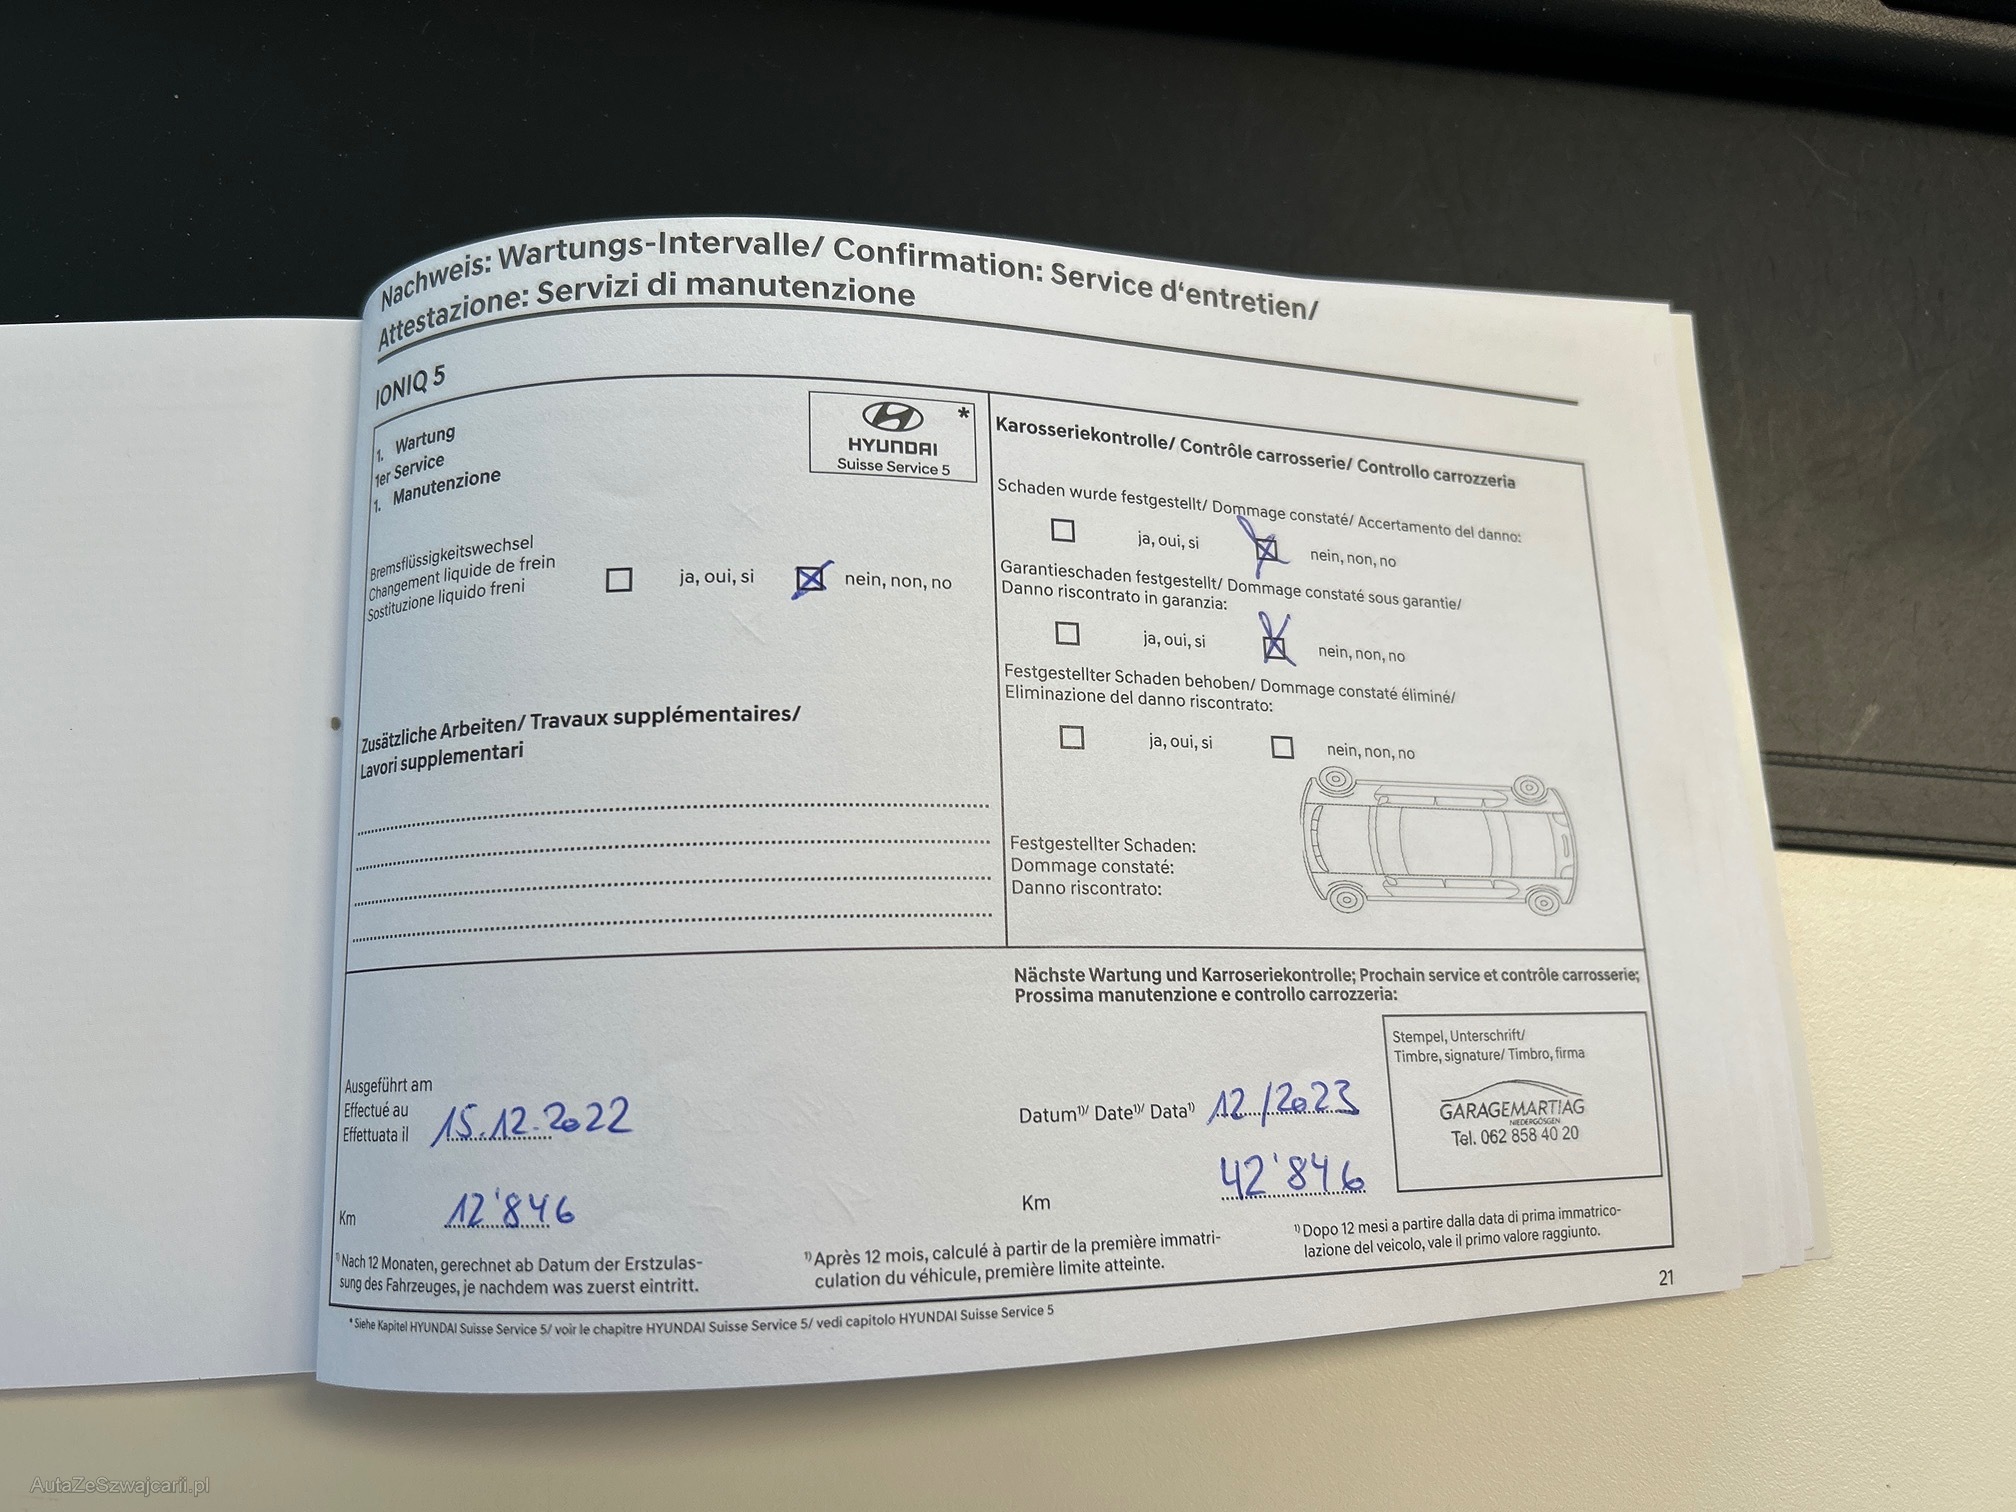 Nachweis: Wartungs-Intervalle/ Confirmation: Service d'entretien/
Attestazione: Servizi di manutenzione
IONIQ 5
1. Wartung
1er Service
1. Manutenzione
*
HYUNDAI
Suisse Service 5
Bremsflüssigkeitswechsel
Changement liquide de frein
Sostituzione liquido freni
ja, oui, si
nein, non, no
Zusätzliche Arbeiten/ Travaux supplémentaires/
Lavori supplementari
Karosseriekontrolle/ Contrôle carrosserie/ Controllo carrozzeria
Schaden wurde festgestellt/ Dommage constaté/ Accertamento del danno:
ja, oui, si
nein, non, no
Garantieschaden festgestellt/ Dommage constaté sous garantie/
Danno riscontrato in garanzia:
ja, oui, si
nein, non, no
Festgestellter Schaden behoben/ Dommage constaté éliminé/
Eliminazione del danno riscontrato:
ja, oui, si
nein, non, no
Festgestellter Schaden:
Dommage constaté:
Danno riscontrato:
Nächste Wartung und Karroseriekontrolle; Prochain service et contrôle carrosserie;
Prossima manutenzione e controllo carrozzeria:
Ausgeführt am
Effectué au
Effettuata il
15.12.2022
Km
12'846
Datum¹⁾/ Date¹⁾/ Data¹⁾
12/2023
Km
42'846
Stempel, Unterschrift/
Timbre, signature/ Timbro, firma
GARAGEMARTIAG
NIEDERGÖSGEN
Tel. 062 858 40 20
¹⁾ Nach 12 Monaten, gerechnet ab Datum der Erstzulas-
sung des Fahrzeuges, je nachdem was zuerst eintritt.
¹⁾ Après 12 mois, calculé à partir de la première immatri-
culation du véhicule, première limite atteinte.
¹⁾ Dopo 12 mesi a partire dalla data di prima immatrico-
lazione del veicolo, vale il primo valore raggiunto.
21
* Siehe Kapitel HYUNDAI Suisse Service 5/ voir le chapitre HYUNDAI Suisse Service 5/ vedi capitolo HYUNDAI Suisse Service 5
AutaZeSzwajcarii.pl